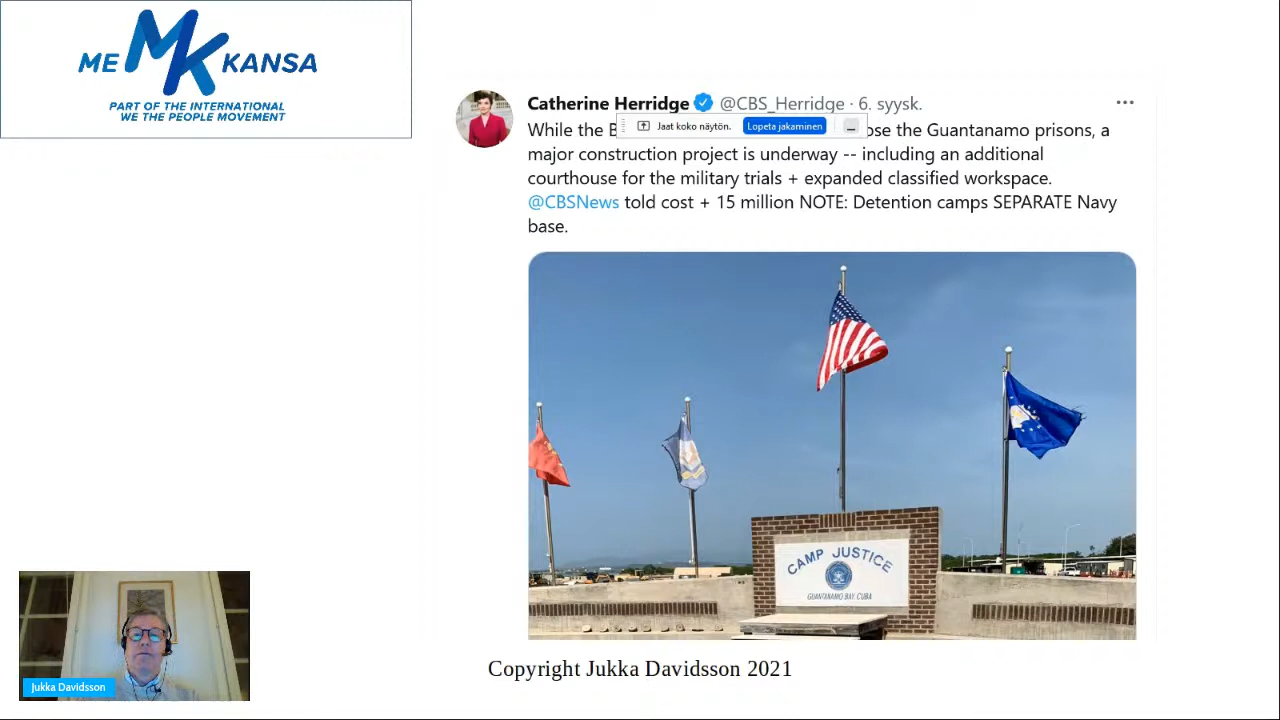 ME MK KANSA
PART OF THE INTERNATIONAL
WE THE PEOPLE MOVEMENT
Catherine Herridge @CBS_Herridge · 6. syysk.
Jaat koko näytön. Lopeta jakaminen
While the B ose the Guantanamo prisons, a
major construction project is underway -- including an additional
courthouse for the military trials + expanded classified workspace.
@CBSNews told cost + 15 million NOTE: Detention camps SEPARATE Navy
base.
CAMP JUSTICE
GUANTANAMO BAY, CUBA
Jukka Davidsson
Copyright Jukka Davidsson 2021